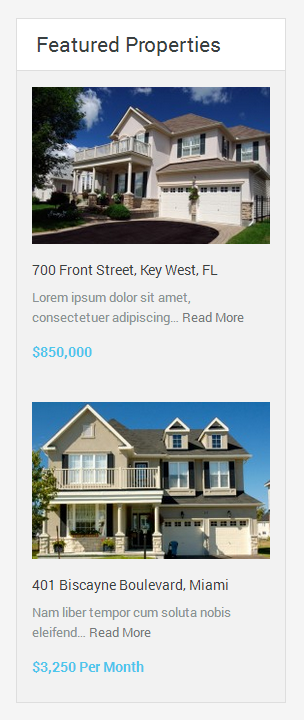 Featured Properties
700 Front Street, Key West, FL
Lorem ipsum dolor sit amet,
consectetuer adipiscing... Read More
$850,000
401 Biscayne Boulevard, Miami
Nam liber tempor cum soluta nobis
eleifend... Read More
$3,250 Per Month